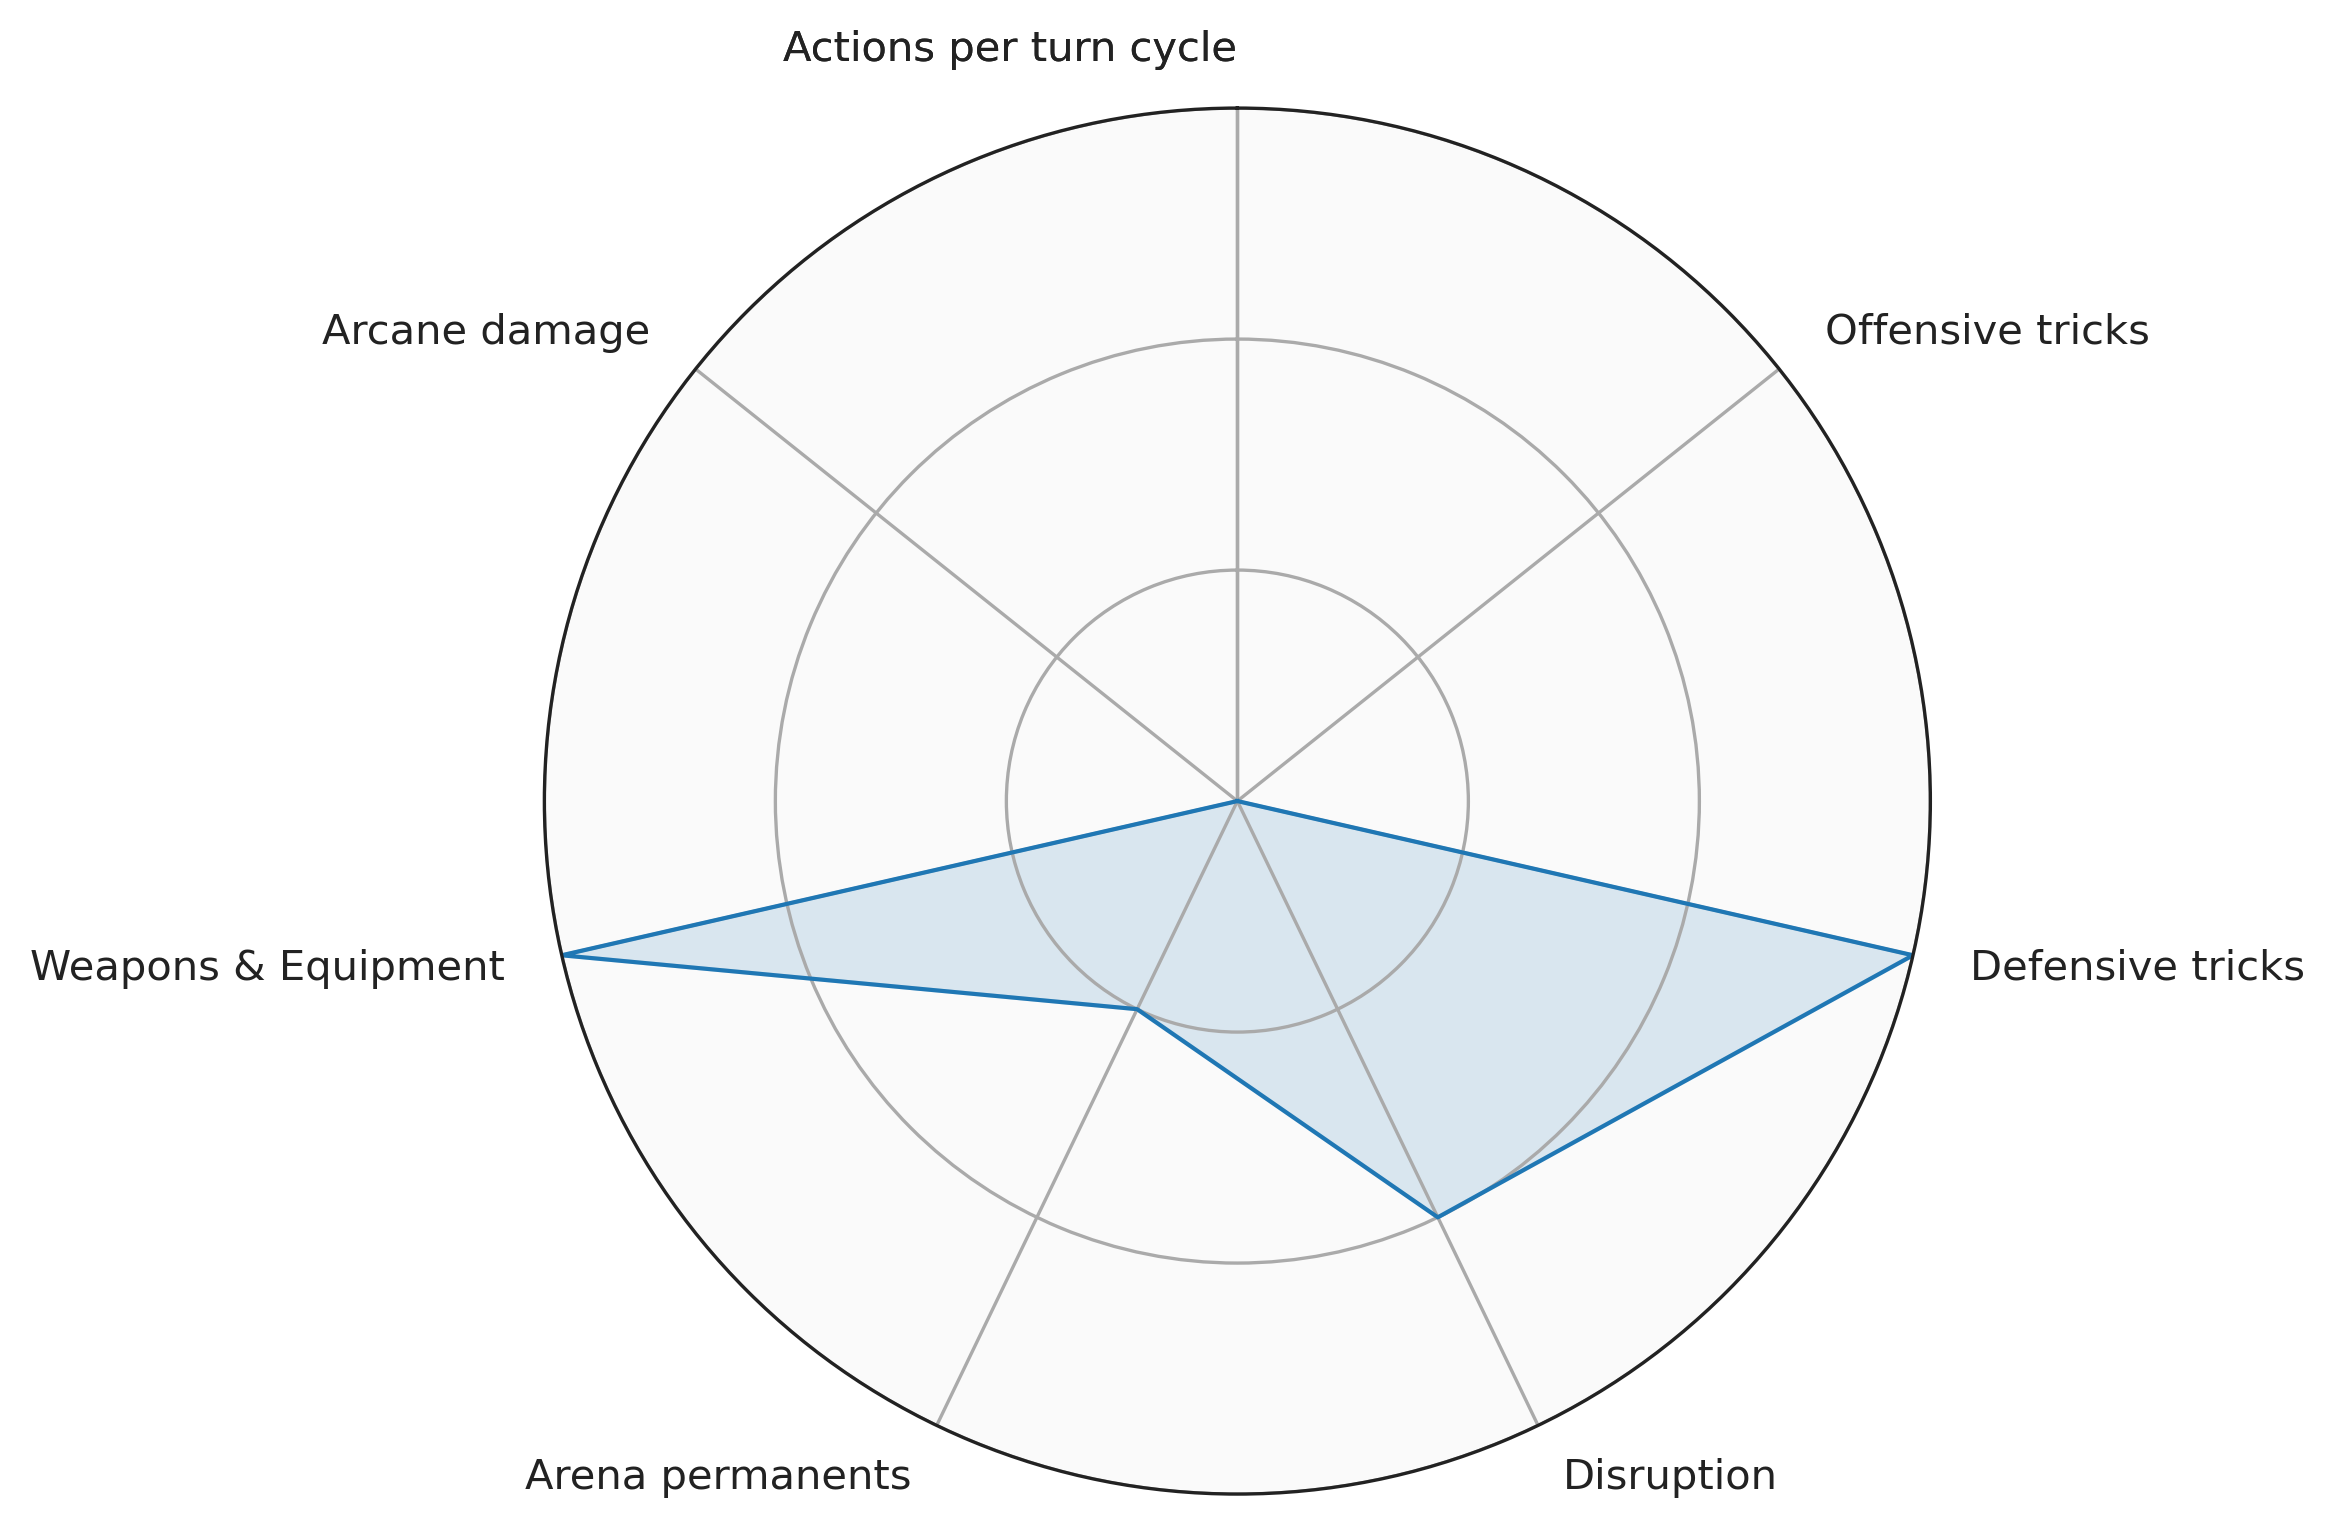 Actions per turn cycle
Arcane damage
Offensive tricks
Weapons & Equipment
Defensive tricks
Arena permanents
Disruption